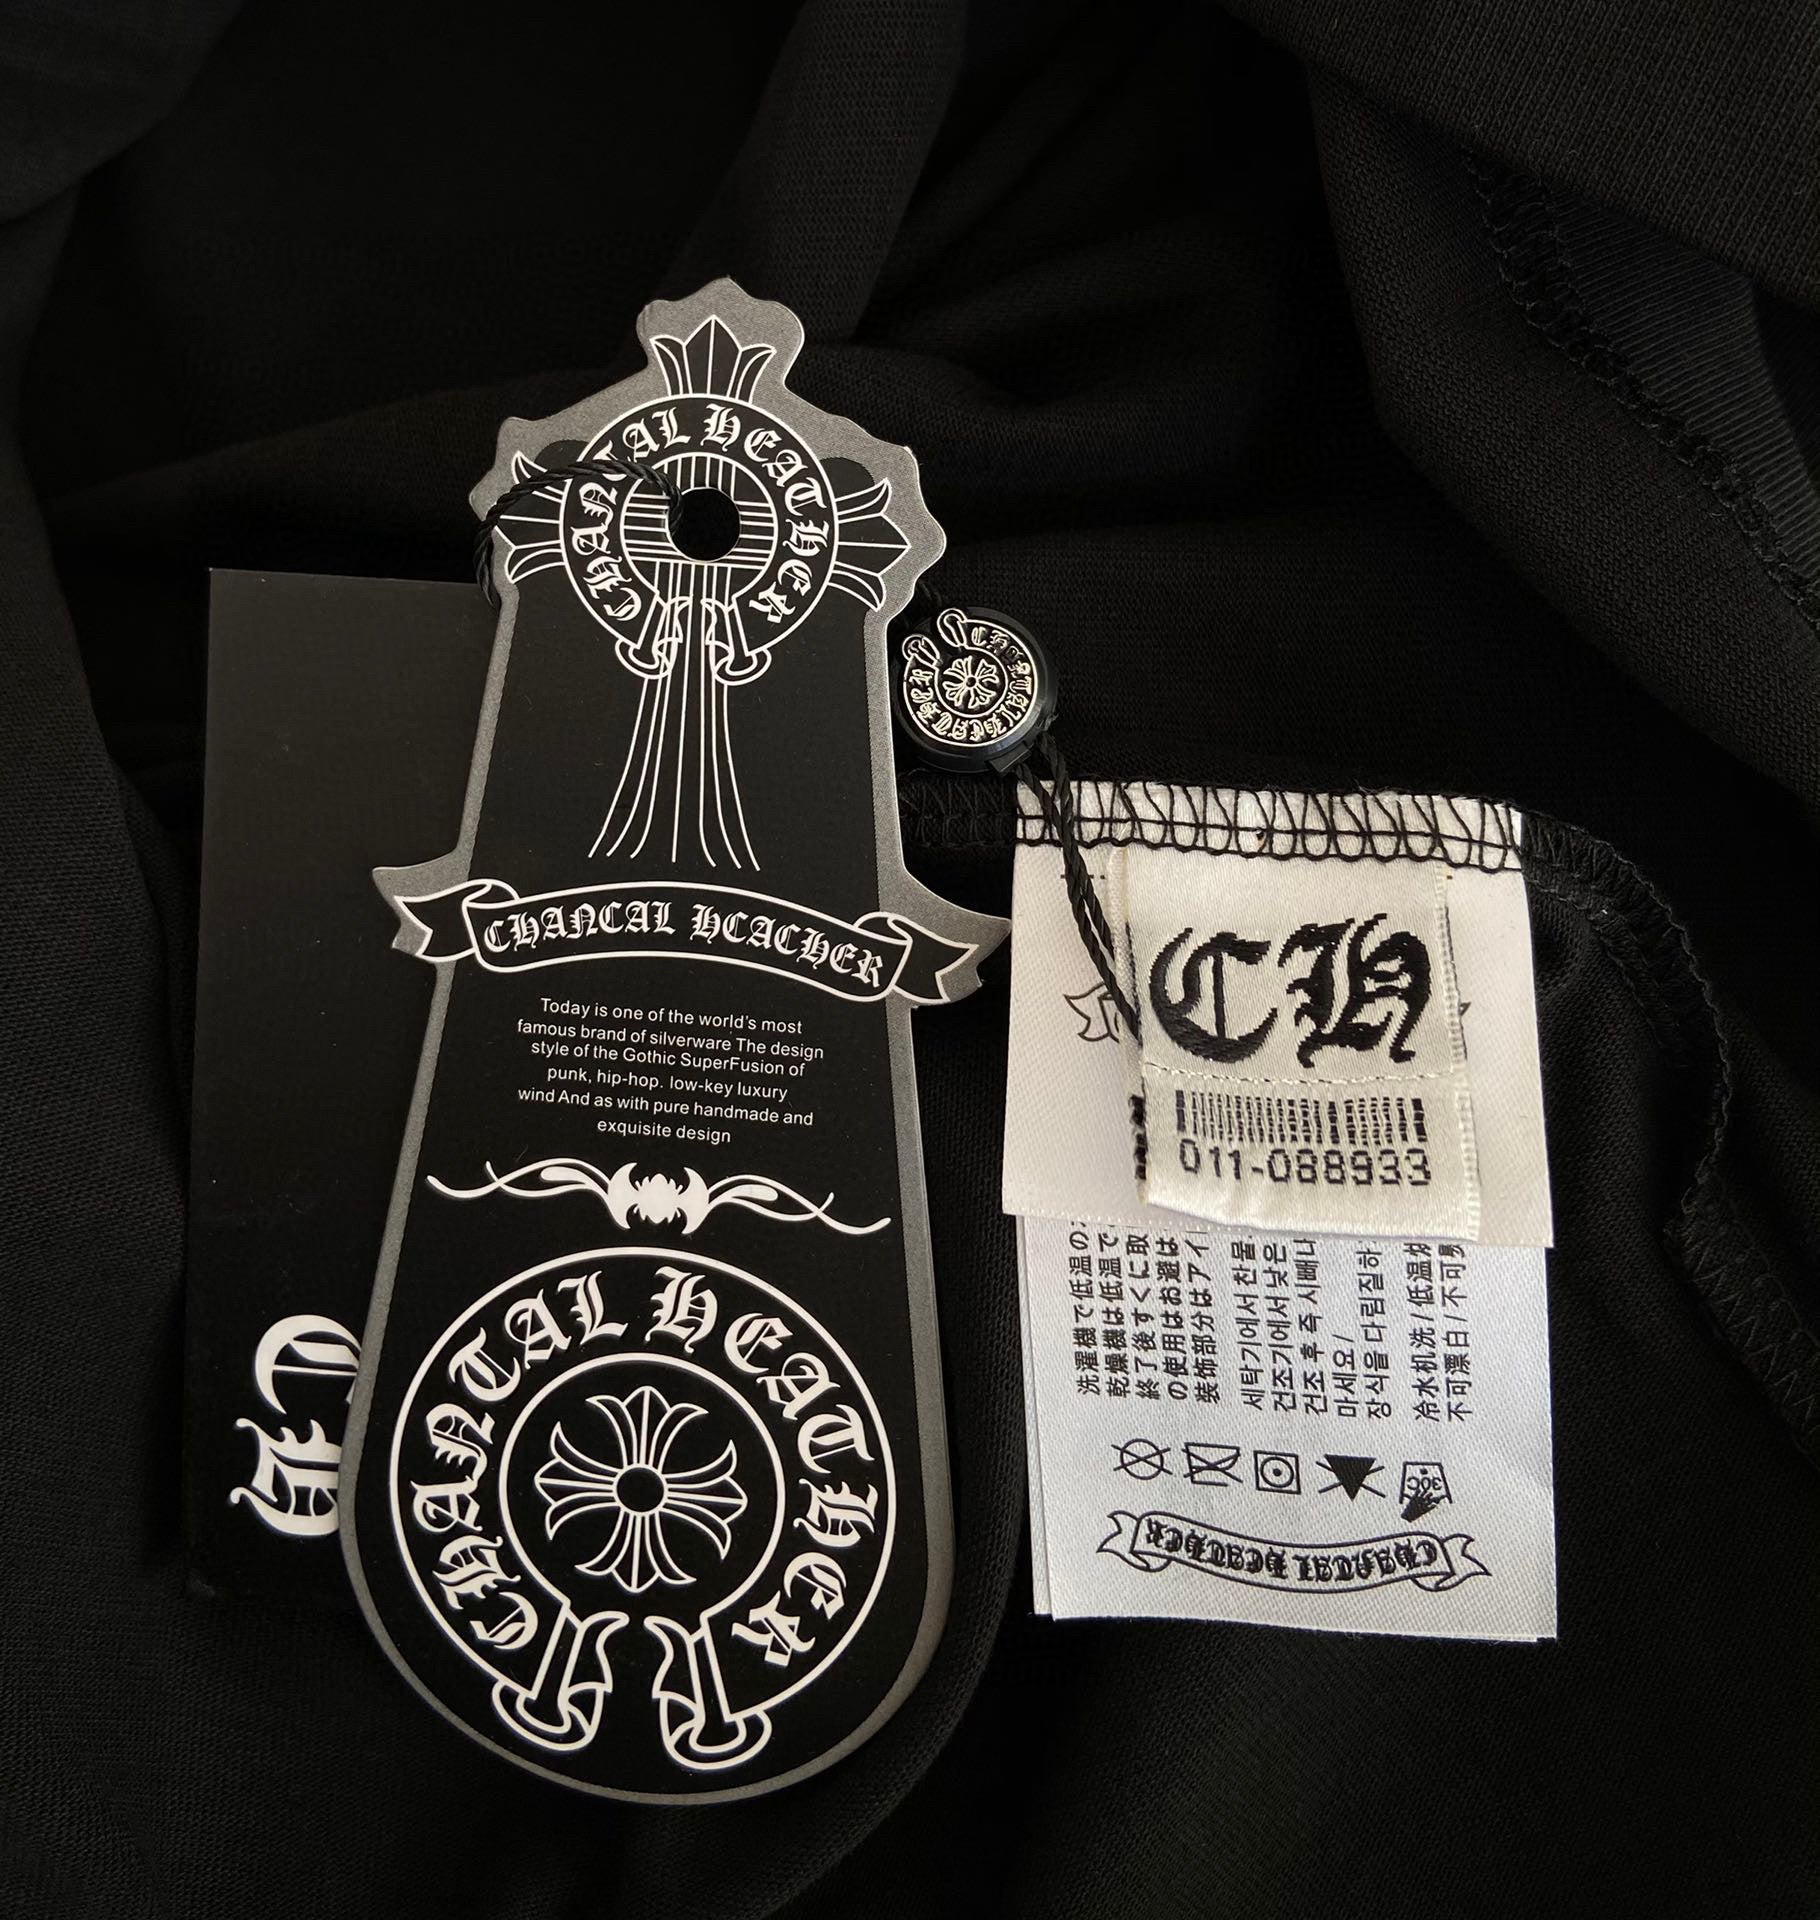 CHANTAL HEATHER
CHANCAL HCACHER
Today is one of the world's most
famous brand of silverware The design
style of the Gothic SuperFusion of
punk, hip-hop. low-key luxury
wind And as with pure handmade and
exquisite design
CHANTAL HEATHER
CH
CH
011-088933
洗濯機で低温の
乾燥機は低温で
終了後すぐに取
の使用はお避けは
装飾部分はアイ
세탁기에서 찬물
건조기에서 낮은
건조 후 즉시 빼내
마세요/
장식을 다림질하
冷水机洗/低温
不可漂白/不可
30C